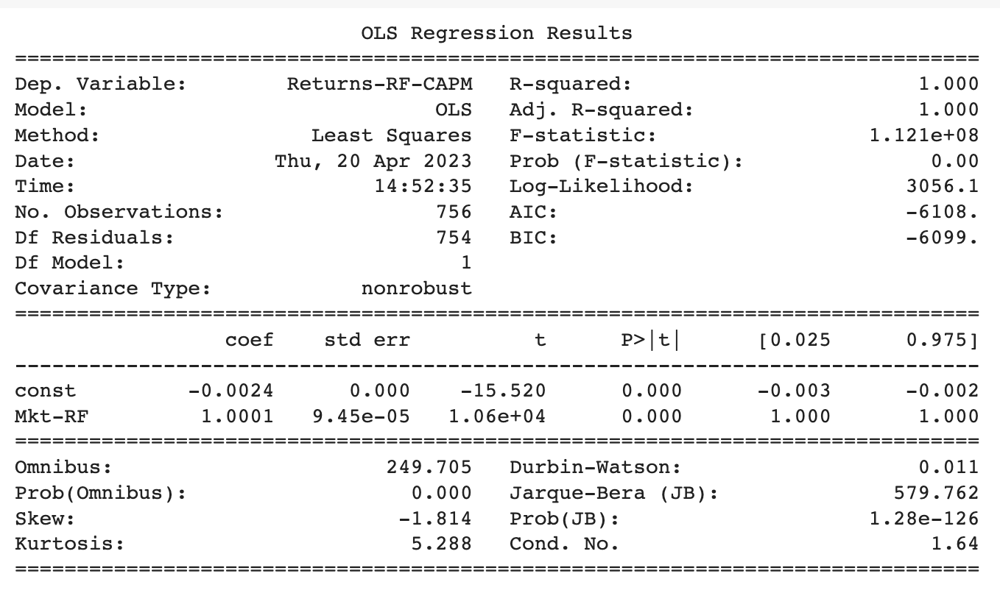 OLS Regression Results
==============================================================================
Dep. Variable:        Returns-RF-CAPM   R-squared:                       1.000
Model:                            OLS   Adj. R-squared:                  1.000
Method:                 Least Squares   F-statistic:                 1.121e+08
Date:                Thu, 20 Apr 2023   Prob (F-statistic):               0.00
Time:                        14:52:35   Log-Likelihood:                 3056.1
No. Observations:                 756   AIC:                            -6108.
Df Residuals:                     754   BIC:                            -6099.
Df Model:                           1
Covariance Type:            nonrobust
==============================================================================
                 coef    std err          t      P>|t|      [0.025      0.975]
------------------------------------------------------------------------------
const         -0.0024      0.000    -15.520      0.000      -0.003      -0.002
Mkt-RF         1.0001   9.45e-05   1.06e+04      0.000       1.000       1.000
==============================================================================
Omnibus:                      249.705   Durbin-Watson:                   0.011
Prob(Omnibus):                  0.000   Jarque-Bera (JB):              579.762
Skew:                          -1.814   Prob(JB):                    1.28e-126
Kurtosis:                       5.288   Cond. No.                         1.64
==============================================================================